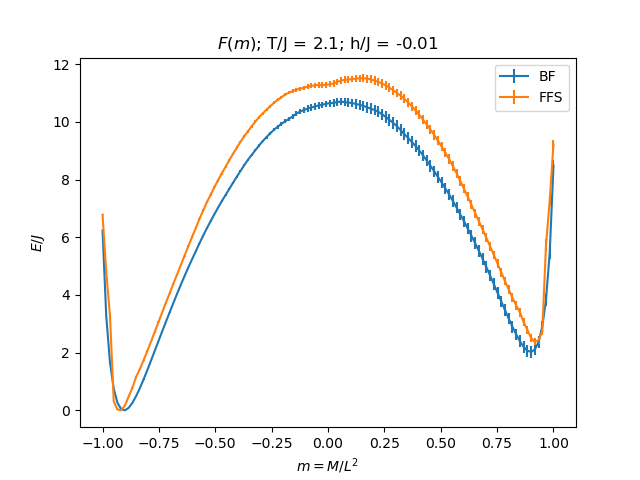 F(m); T/J = 2.1; h/J = -0.01
BF
FFS
12
10
8
6
4
2
0
E/J
−1.00 −0.75 −0.50 −0.25 0.00 0.25 0.50 0.75 1.00
m = M/L²